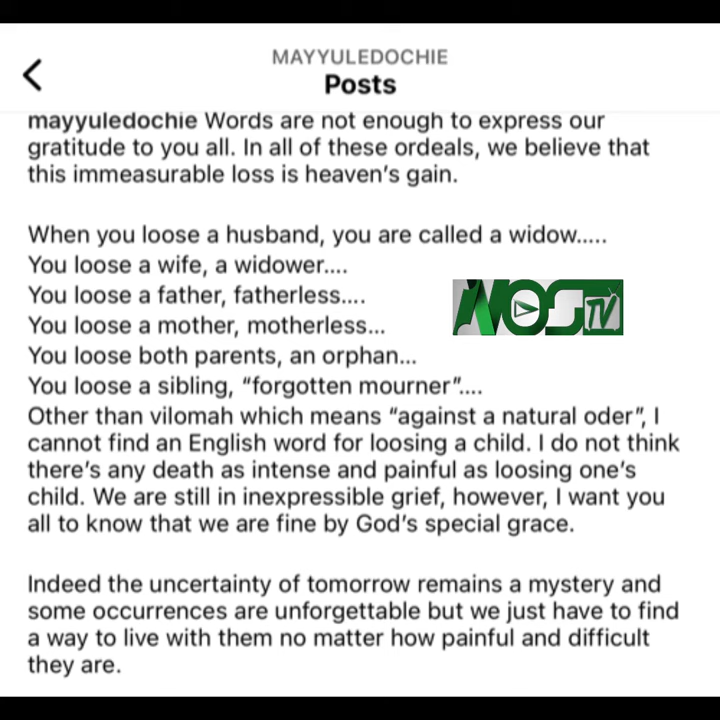 MAYYULEDOCHIE
Posts
mayyuledochie Words are not enough to express our
gratitude to you all. In all of these ordeals, we believe that
this immeasurable loss is heaven's gain.
When you loose a husband, you are called a widow.....
You loose a wife, a widower....
You loose a father, fatherless....
You loose a mother, motherless...
You loose both parents, an orphan...
You loose a sibling, “forgotten mourner”....
NOS TV
Other than vilomah which means “against a natural oder”, I
cannot find an English word for loosing a child. I do not think
there's any death as intense and painful as loosing one's
child. We are still in inexpressible grief, however, I want you
all to know that we are fine by God's special grace.
Indeed the uncertainty of tomorrow remains a mystery and
some occurrences are unforgettable but we just have to find
a way to live with them no matter how painful and difficult
they are.